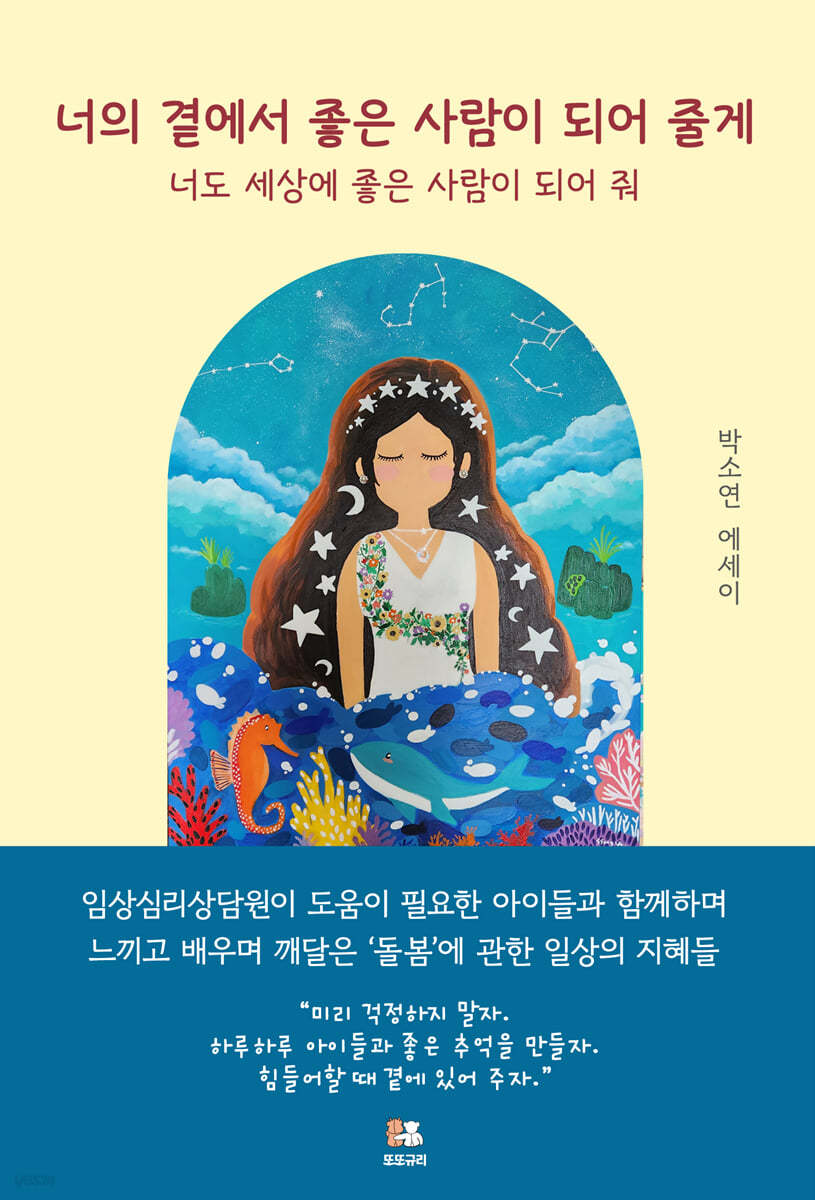 너의 곁에서 좋은 사람이 되어 줄게
너도 세상에 좋은 사람이 되어 줘
박소연 에세이
임상심리상담원이 도움이 필요한 아이들과 함께하며
느끼고 배우며 깨달은 ‘돌봄’에 관한 일상의 지혜들
“미리 걱정하지 말자.
하루하루 아이들과 좋은 추억을 만들자.
힘들어할 때 곁에 있어 주자.”
또또규리
yes24